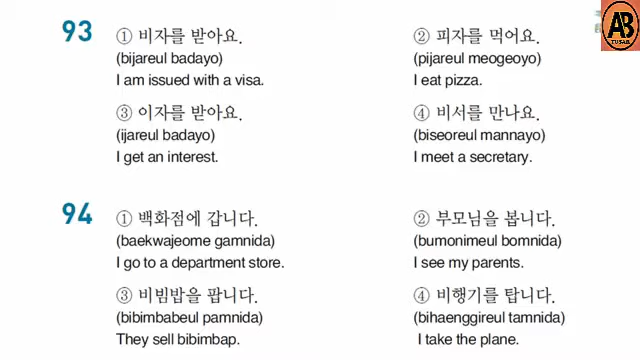 93
① 비자를 받아요.
(bijareul badayo)
I am issued with a visa.
② 피자를 먹어요.
(pijareul meogeoyo)
I eat pizza.
③ 이자를 받아요.
(ijareul badayo)
I get an interest.
④ 비서를 만나요.
(biseoreul mannayo)
I meet a secretary.
94
① 백화점에 갑니다.
(baekwajeome gamnida)
I go to a department store.
② 부모님을 봅니다.
(bumonimeul bomnida)
I see my parents.
③ 비빔밥을 팝니다.
(bibimbabeul pamnida)
They sell bibimbap.
④ 비행기를 탑니다.
(bihaenggireul tamnida)
I take the plane.
AB
TUSAR